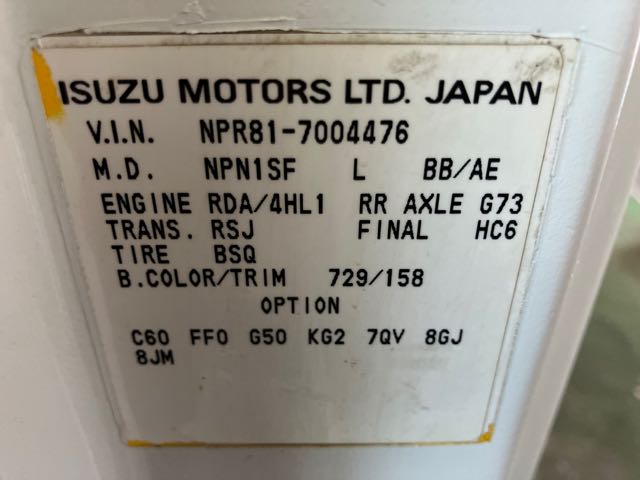 ISUZU MOTORS LTD. JAPAN
V.I.N. NPR81-7004476
M.D. NPN1SF L BB/AE
ENGINE RDA/4HL1 RR AXLE G73
TRANS. RSJ FINAL HC6
TIRE BSQ
B.COLOR/TRIM 729/158
OPTION
C60 FF0 G50 KG2 7QV 8GJ
8JM